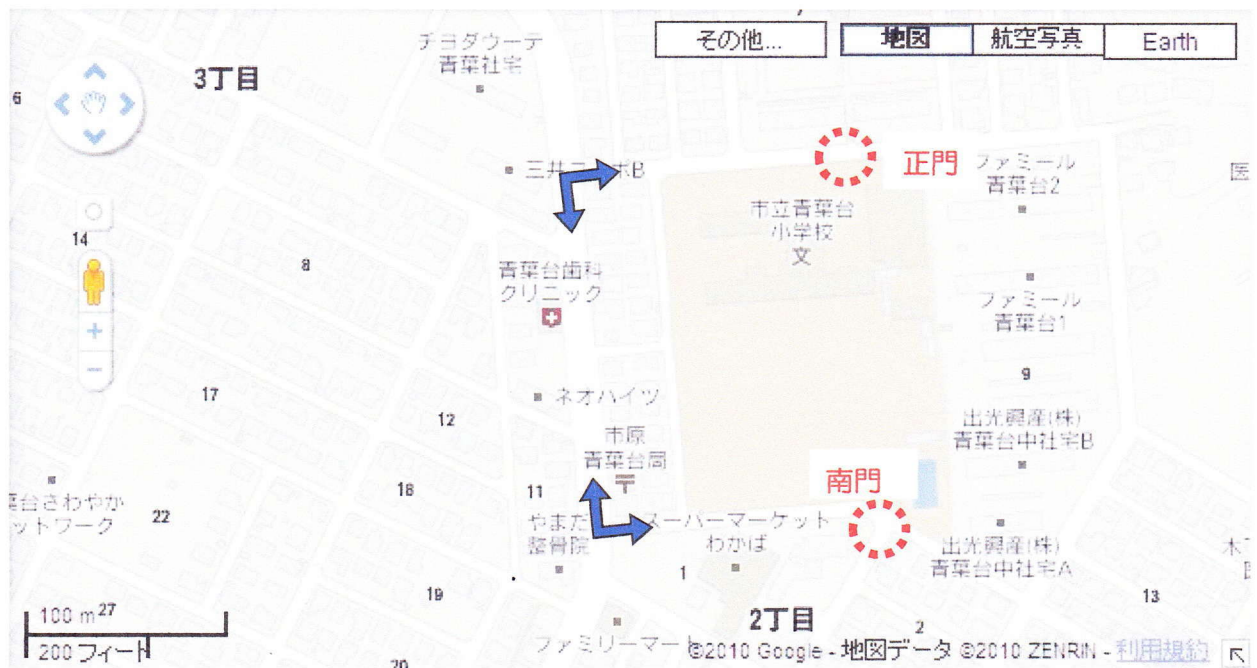 その他...
地図
航空写真
Earth
チヨダウーテ
青葉社宅
3丁目
6
正門
ファミール
青葉台2
医
三井
ポB
市立青葉台
小学校
文
14
8
青葉台歯科
クリニック
ファミール
青葉台1
9
17
ネオハイツ
12
出光興産(株)
青葉台中社宅B
市原
青葉台局
〒
南門
18
11
葉台さわやか
ットワーク
22
やまだ
整骨院
スーパーマーケット
わかば
出光興産(株)
青葉台中社宅A
1
19
13
100 m
27
2丁目
2
200 フィート
ファミリーマート
©2010 Google - 地図データ ©2010 ZENRIN - 利用規約
20